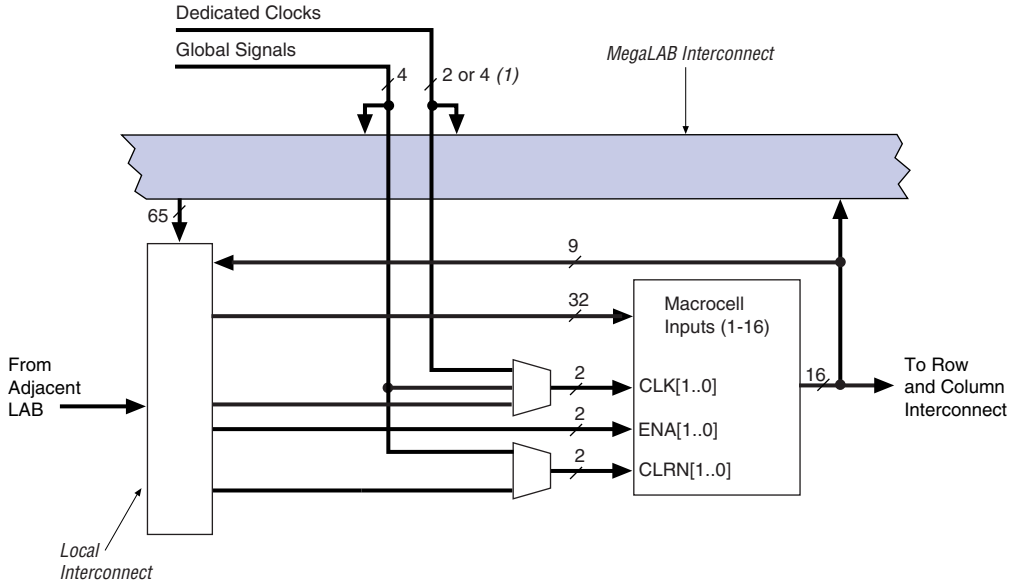 Dedicated Clocks
Global Signals
MegaLAB Interconnect
4
2 or 4 (1)
65
9
32
Macrocell
Inputs (1-16)
From
Adjacent
LAB
2
CLK[1..0]
16
To Row
and Column
Interconnect
2
ENA[1..0]
2
CLRN[1..0]
Local
Interconnect